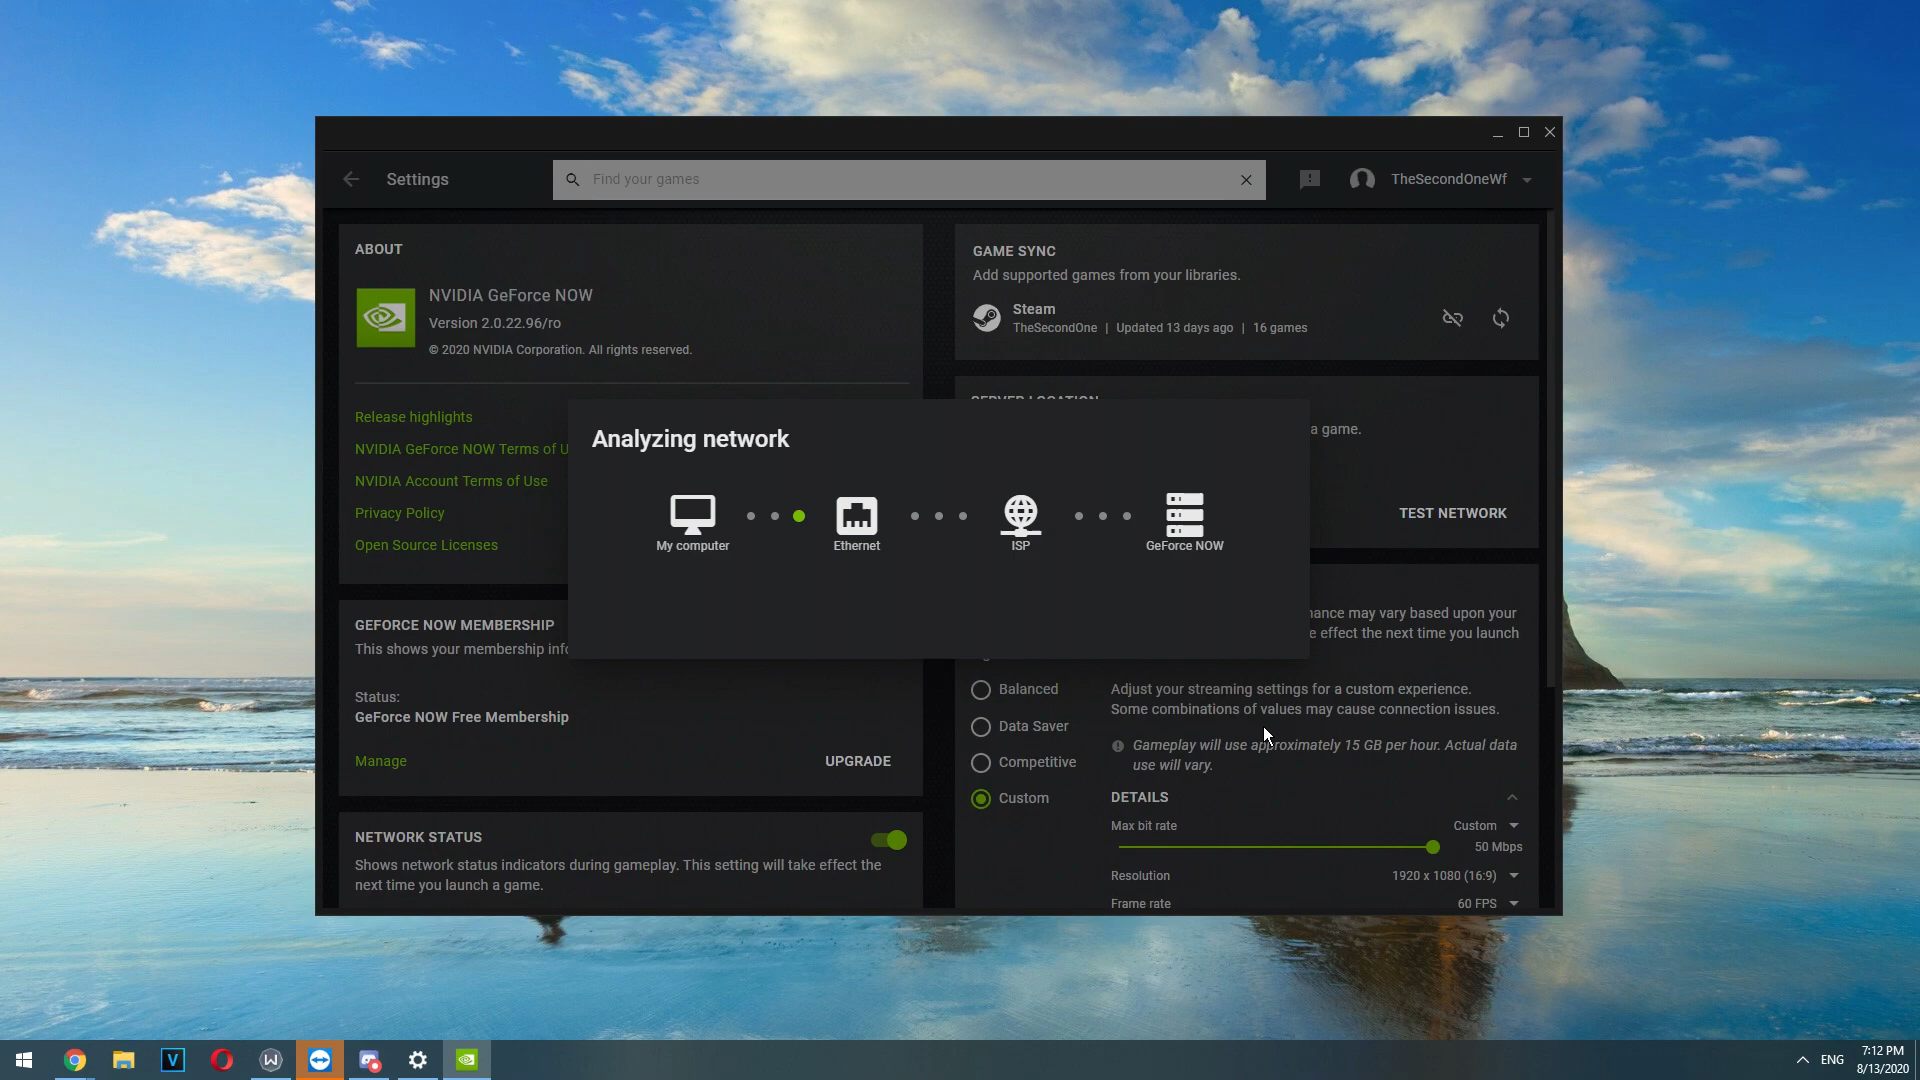 Settings
Find your games
TheSecondOneWf
ABOUT
NVIDIA GeForce NOW
Version 2.0.22.96/ro
© 2020 NVIDIA Corporation. All rights reserved.
Release highlights
NVIDIA GeForce NOW Terms of U
NVIDIA Account Terms of Use
Privacy Policy
Open Source Licenses
GEFORCE NOW MEMBERSHIP
This shows your membership info
Status:
GeForce NOW Free Membership
Manage
UPGRADE
NETWORK STATUS
Shows network status indicators during gameplay. This setting will take effect the
next time you launch a game.
GAME SYNC
Add supported games from your libraries.
Steam
TheSecondOne | Updated 13 days ago | 16 games
SERVER LOCATION
a game.
TEST NETWORK
Analyzing network
My computer
Ethernet
ISP
GeForce NOW
mance may vary based upon your
e effect the next time you launch
Balanced
Data Saver
Competitive
Custom
Adjust your streaming settings for a custom experience.
Some combinations of values may cause connection issues.
Gameplay will use approximately 15 GB per hour. Actual data
use will vary.
DETAILS
Max bit rate
Custom
50 Mbps
Resolution
1920 x 1080 (16:9)
Frame rate
60 FPS
ENG
7:12 PM
8/13/2020